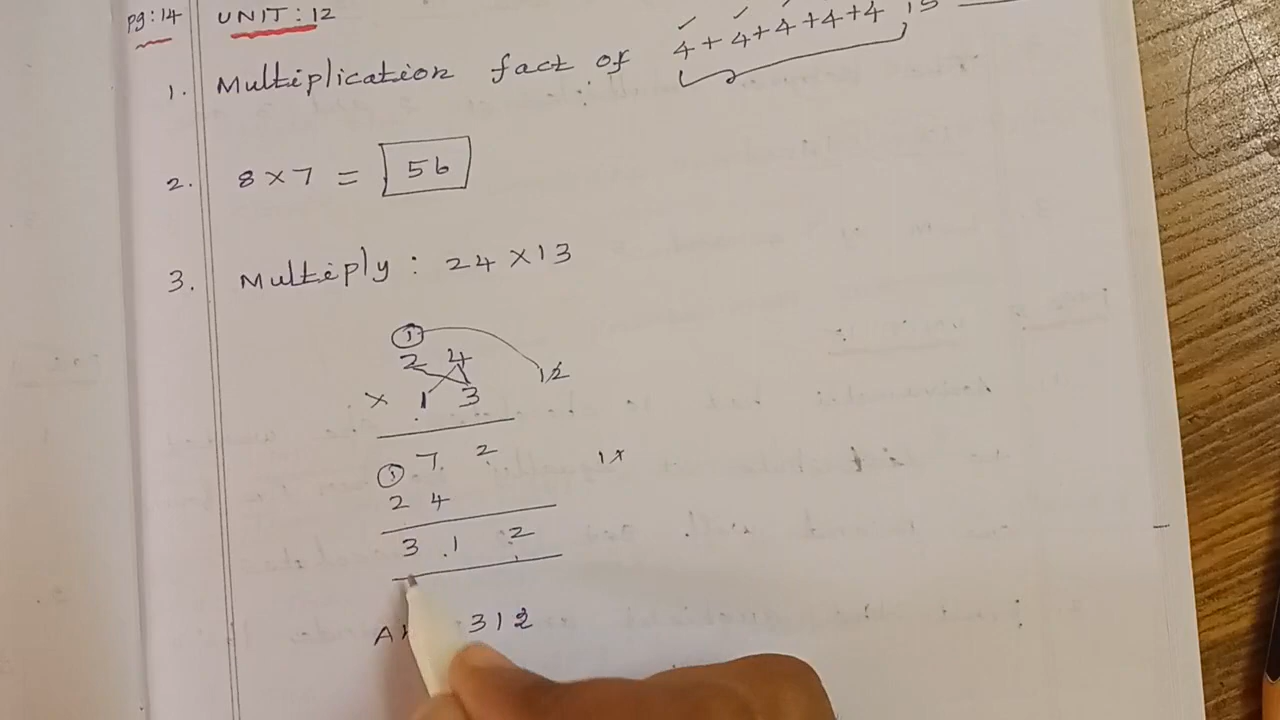 pg:14 UNIT:12
1. Multiplication fact of 4+4+4+4+4 is
2. 8×7 = 56
3. Multiply : 24×13
1
2 4
12
× 1 3
7 2
1
2 4
3 1 2
312